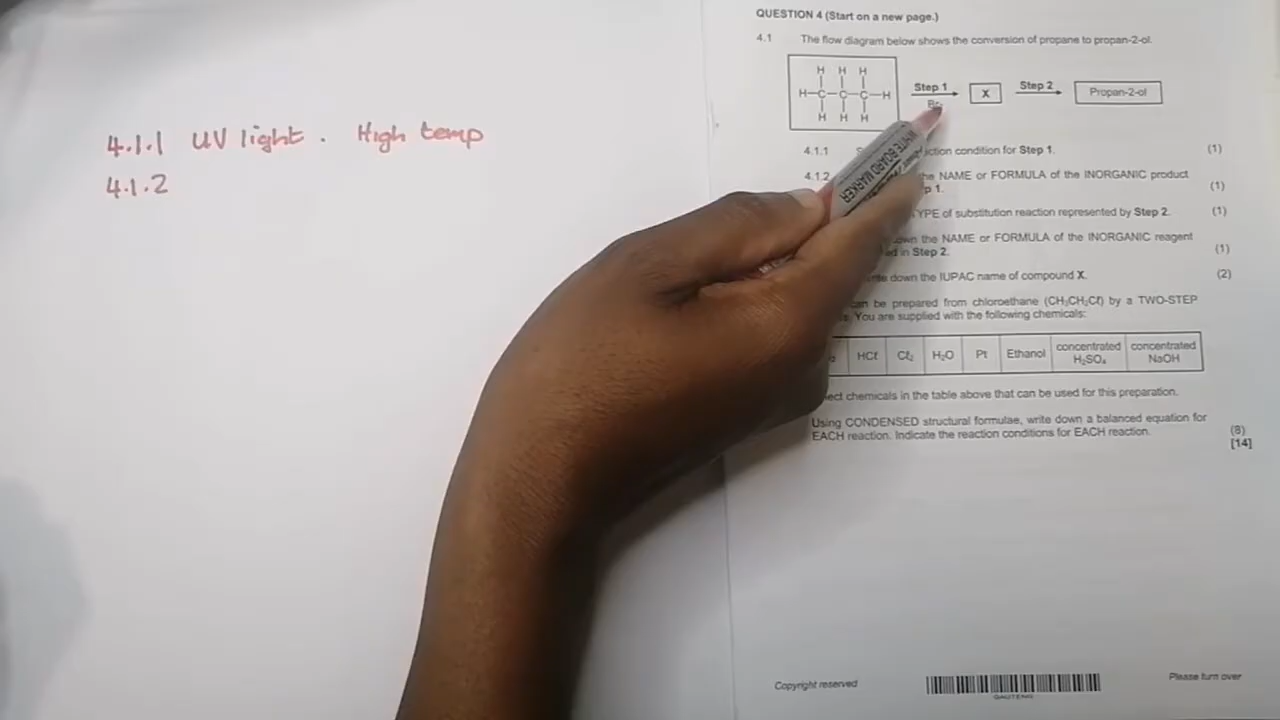 4.1.1 UV light. High temp
4.1.2
QUESTION 4 (Start on a new page.)
4.1 The flow diagram below shows the conversion of propane to propan-2-ol.
H H H
H-C-C-C-H
H H H
Step 1
X
Step 2
Propan-2-ol
4.1.1 condition for Step 1. (1)
4.1.2 NAME or FORMULA of the INORGANIC product
1. (1)
TYPE of substitution reaction represented by Step 2. (1)
the NAME or FORMULA of the INORGANIC reagent
in Step 2. (1)
down the IUPAC name of compound X. (2)
can be prepared from chloroethane (CH₃CH₂Cℓ) by a TWO-STEP
You are supplied with the following chemicals:
HCℓ Cℓ₂ H₂O Pt Ethanol concentrated H₂SO₄ concentrated NaOH
chemicals in the table above that can be used for this preparation.
Using CONDENSED structural formulae, write down a balanced equation for
EACH reaction. Indicate the reaction conditions for EACH reaction. (8)
[14]
Copyright reserved
Please turn over
WHITE BOARD MARKER